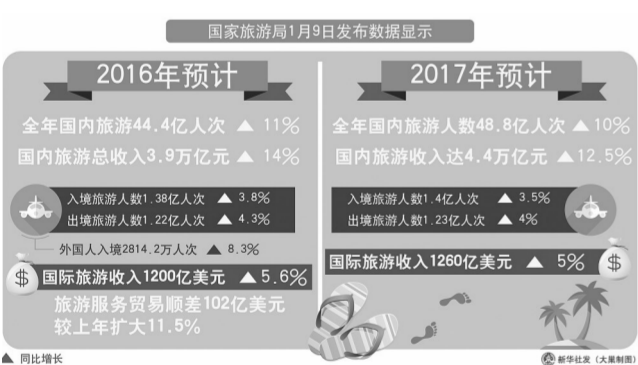 国家旅游局1月9日发布数据显示
2016年预计
全年国内旅游44.4亿人次 ▲ 11%
国内旅游总收入3.9万亿元 ▲ 14%
入境旅游人数1.38亿人次 ▲ 3.8%
出境旅游人数1.22亿人次 ▲ 4.3%
外国人入境2814.2万人次 ▲ 8.3%
$ 国际旅游收入1200亿美元 ▲ 5.6%
旅游服务贸易顺差102亿美元
较上年扩大11.5%
2017年预计
全年国内旅游人数48.8亿人次 ▲ 10%
国内旅游收入达4.4万亿元 ▲ 12.5%
入境旅游人数1.4亿人次 ▲ 3.5%
出境旅游人数1.23亿人次 ▲ 4%
国际旅游收入1260亿美元 ▲ 5% $
▲ 同比增长
新华社发（大巢制图）